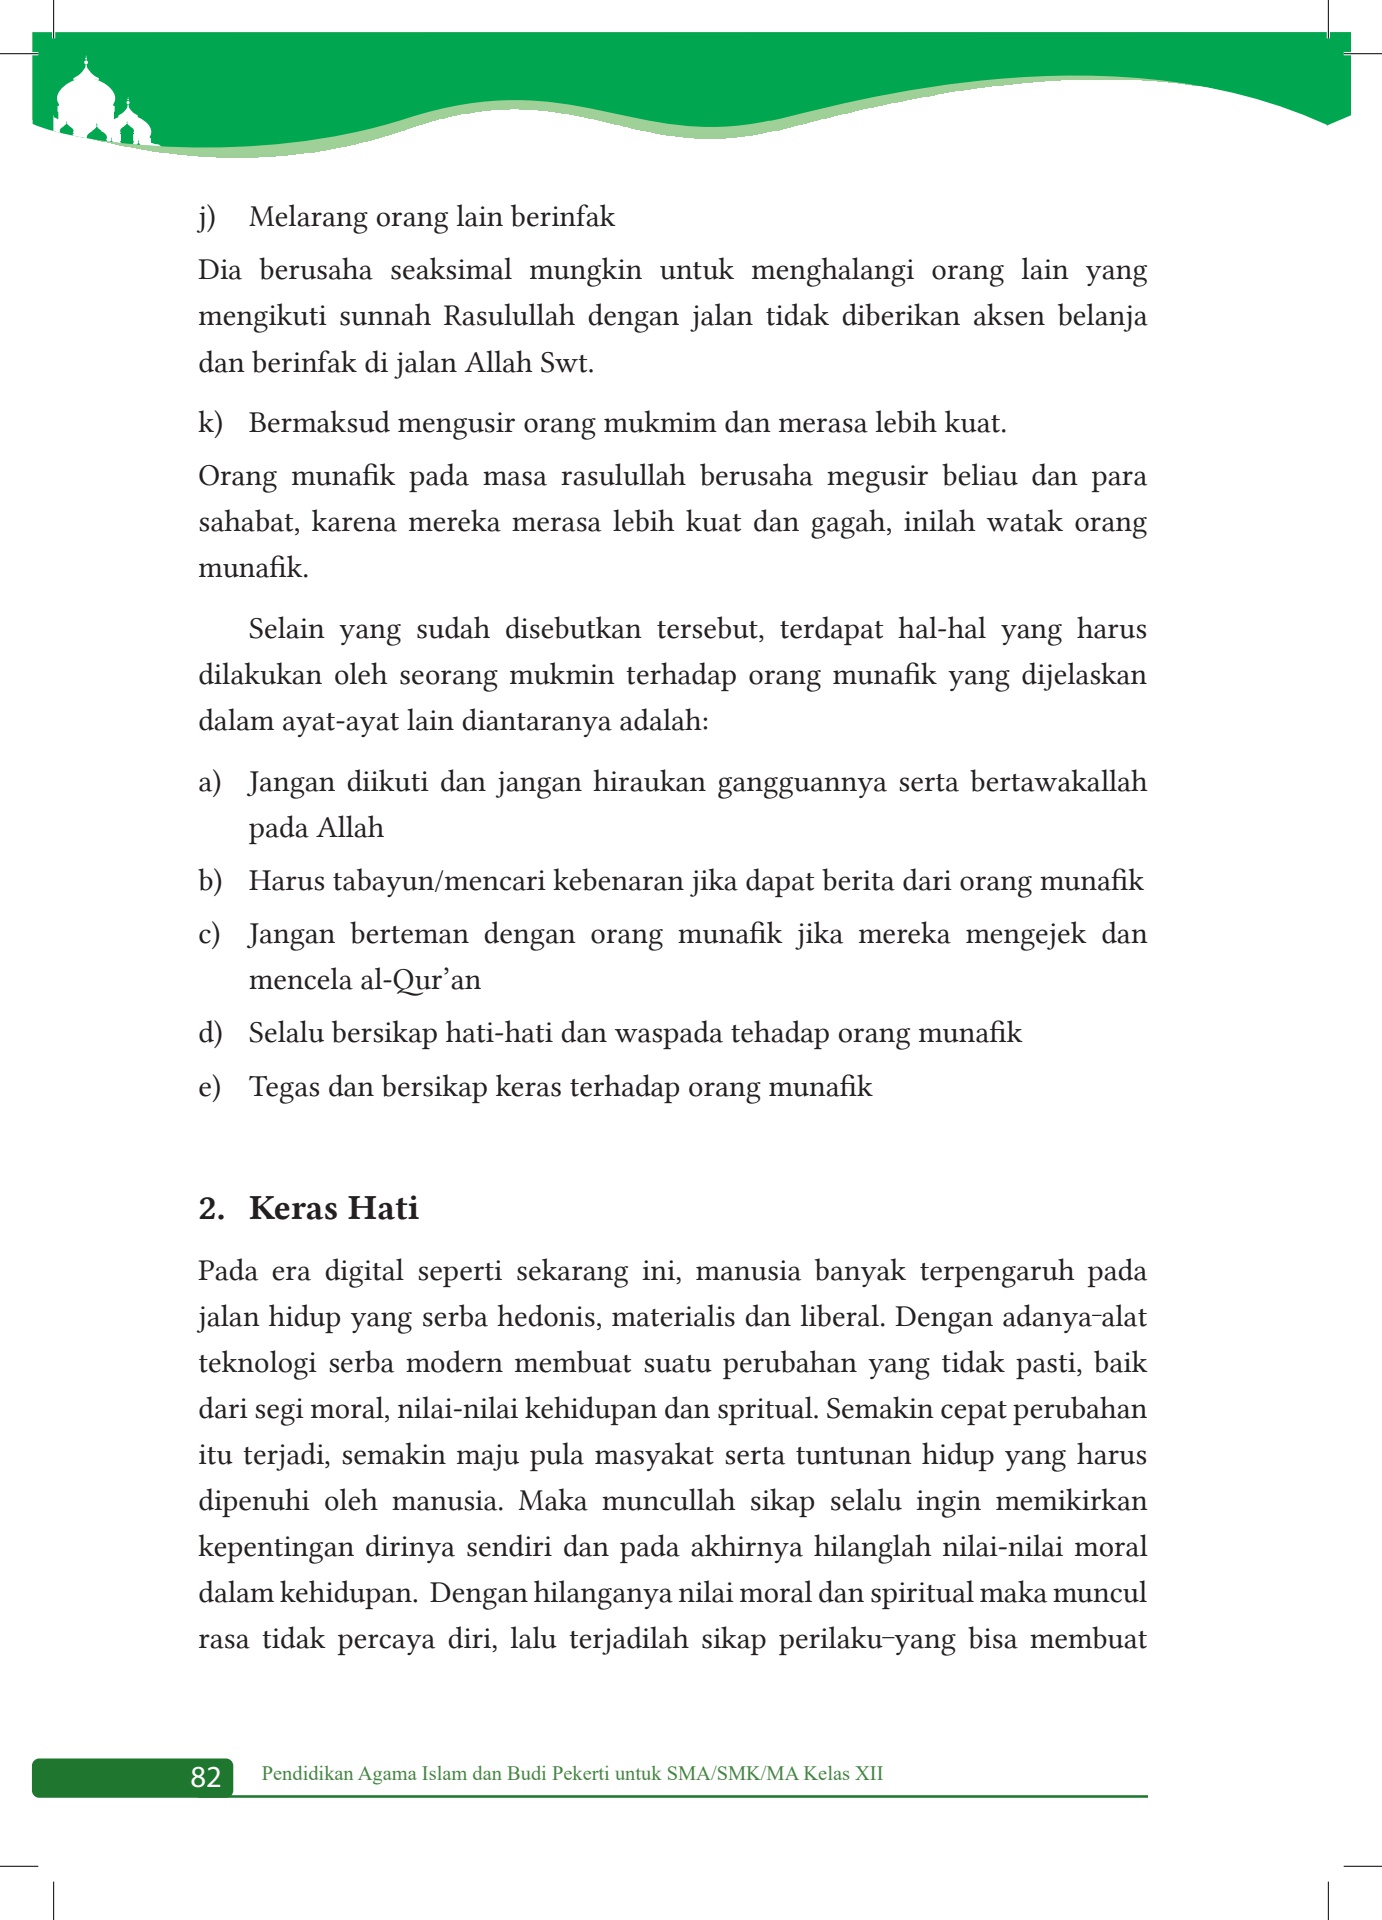 j) Melarang orang lain berinfak
Dia berusaha seaksimal mungkin untuk menghalangi orang lain yang
mengikuti sunnah Rasulullah dengan jalan tidak diberikan aksen belanja
dan berinfak di jalan Allah Swt.
k) Bermaksud mengusir orang mukmim dan merasa lebih kuat.
Orang munafik pada masa rasulullah berusaha megusir beliau dan para
sahabat, karena mereka merasa lebih kuat dan gagah, inilah watak orang
munafik.
Selain yang sudah disebutkan tersebut, terdapat hal-hal yang harus
dilakukan oleh seorang mukmin terhadap orang munafik yang dijelaskan
dalam ayat-ayat lain diantaranya adalah:
a) Jangan diikuti dan jangan hiraukan gangguannya serta bertawakallah
pada Allah
b) Harus tabayun/mencari kebenaran jika dapat berita dari orang munafik
c) Jangan berteman dengan orang munafik jika mereka mengejek dan
mencela al-Qur’an
d) Selalu bersikap hati-hati dan waspada tehadap orang munafik
e) Tegas dan bersikap keras terhadap orang munafik
2. Keras Hati
Pada era digital seperti sekarang ini, manusia banyak terpengaruh pada
jalan hidup yang serba hedonis, materialis dan liberal. Dengan adanya-alat
teknologi serba modern membuat suatu perubahan yang tidak pasti, baik
dari segi moral, nilai-nilai kehidupan dan spritual. Semakin cepat perubahan
itu terjadi, semakin maju pula masyakat serta tuntunan hidup yang harus
dipenuhi oleh manusia. Maka muncullah sikap selalu ingin memikirkan
kepentingan dirinya sendiri dan pada akhirnya hilanglah nilai-nilai moral
dalam kehidupan. Dengan hilanganya nilai moral dan spiritual maka muncul
rasa tidak percaya diri, lalu terjadilah sikap perilaku-yang bisa membuat
82 Pendidikan Agama Islam dan Budi Pekerti untuk SMA/SMK/MA Kelas XII